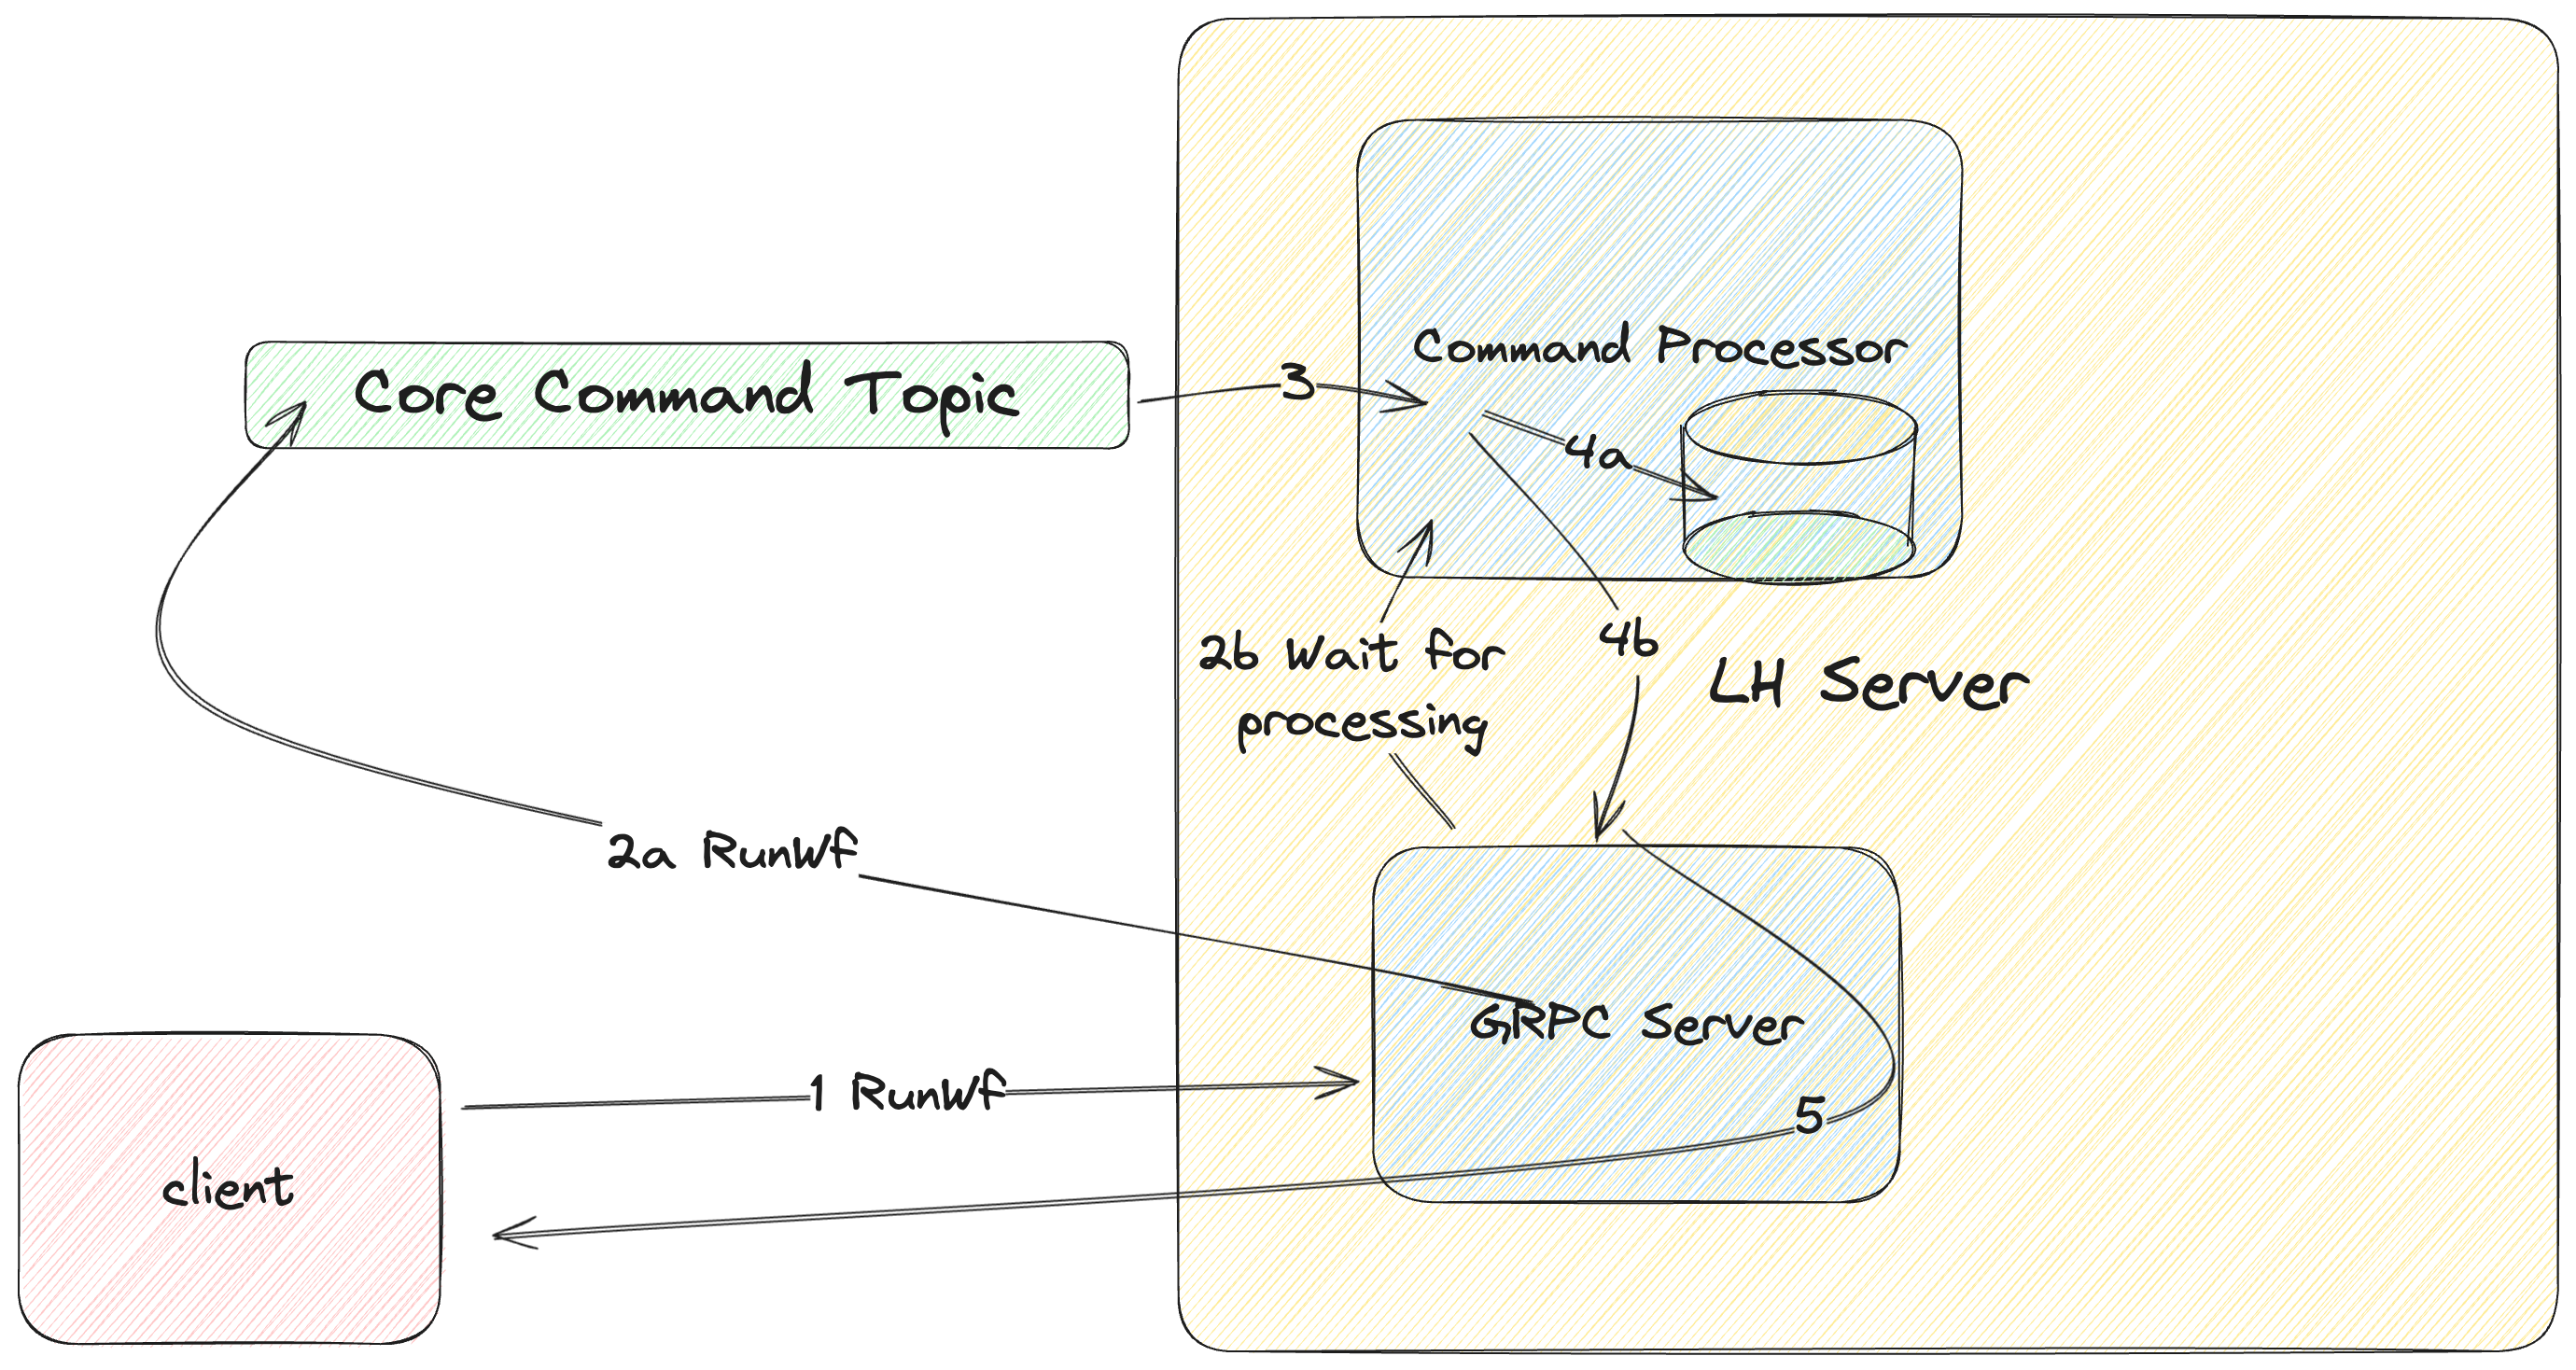 Command Processor
Core Command Topic
3
4a
2b Wait for
processing
4b
LH Server
2a RunWf
GRPC Server
1 RunWf
5
client